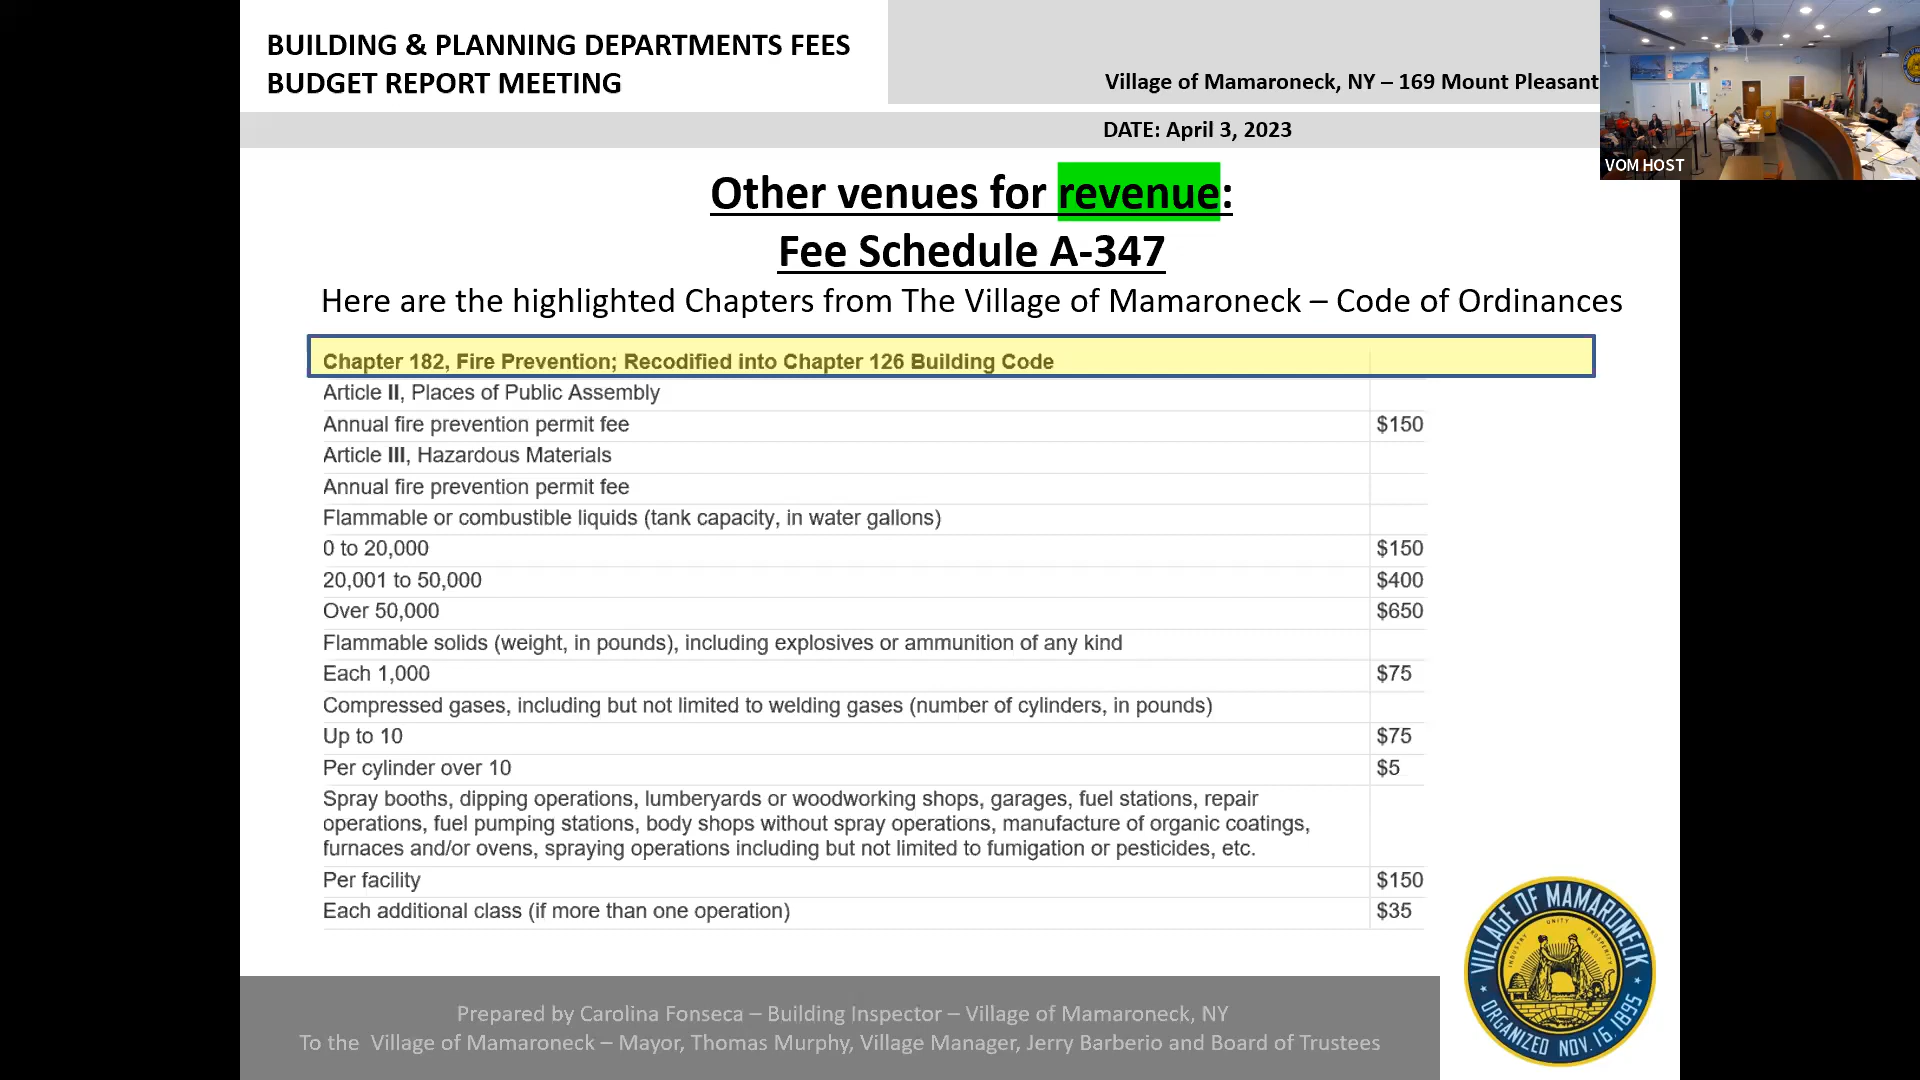 BUILDING & PLANNING DEPARTMENTS FEES
BUDGET REPORT MEETING
Village of Mamaroneck, NY – 169 Mount Pleasant
DATE: April 3, 2023
VOM HOST
Other venues for revenue:
Fee Schedule A-347
Here are the highlighted Chapters from The Village of Mamaroneck – Code of Ordinances
Chapter 182, Fire Prevention; Recodified into Chapter 126 Building Code
Article II, Places of Public Assembly
Annual fire prevention permit fee $150
Article III, Hazardous Materials
Annual fire prevention permit fee
Flammable or combustible liquids (tank capacity, in water gallons)
0 to 20,000 $150
20,001 to 50,000 $400
Over 50,000 $650
Flammable solids (weight, in pounds), including explosives or ammunition of any kind
Each 1,000 $75
Compressed gases, including but not limited to welding gases (number of cylinders, in pounds)
Up to 10 $75
Per cylinder over 10 $5
Spray booths, dipping operations, lumberyards or woodworking shops, garages, fuel stations, repair
operations, fuel pumping stations, body shops without spray operations, manufacture of organic coatings,
furnaces and/or ovens, spraying operations including but not limited to fumigation or pesticides, etc.
Per facility $150
Each additional class (if more than one operation) $35
VILLAGE OF MAMARONECK
INDUSTRY UNITY PROSPERITY
ORGANIZED NOV. 16, 1895
Prepared by Carolina Fonseca – Building Inspector – Village of Mamaroneck, NY
To the Village of Mamaroneck – Mayor, Thomas Murphy, Village Manager, Jerry Barberio and Board of Trustees